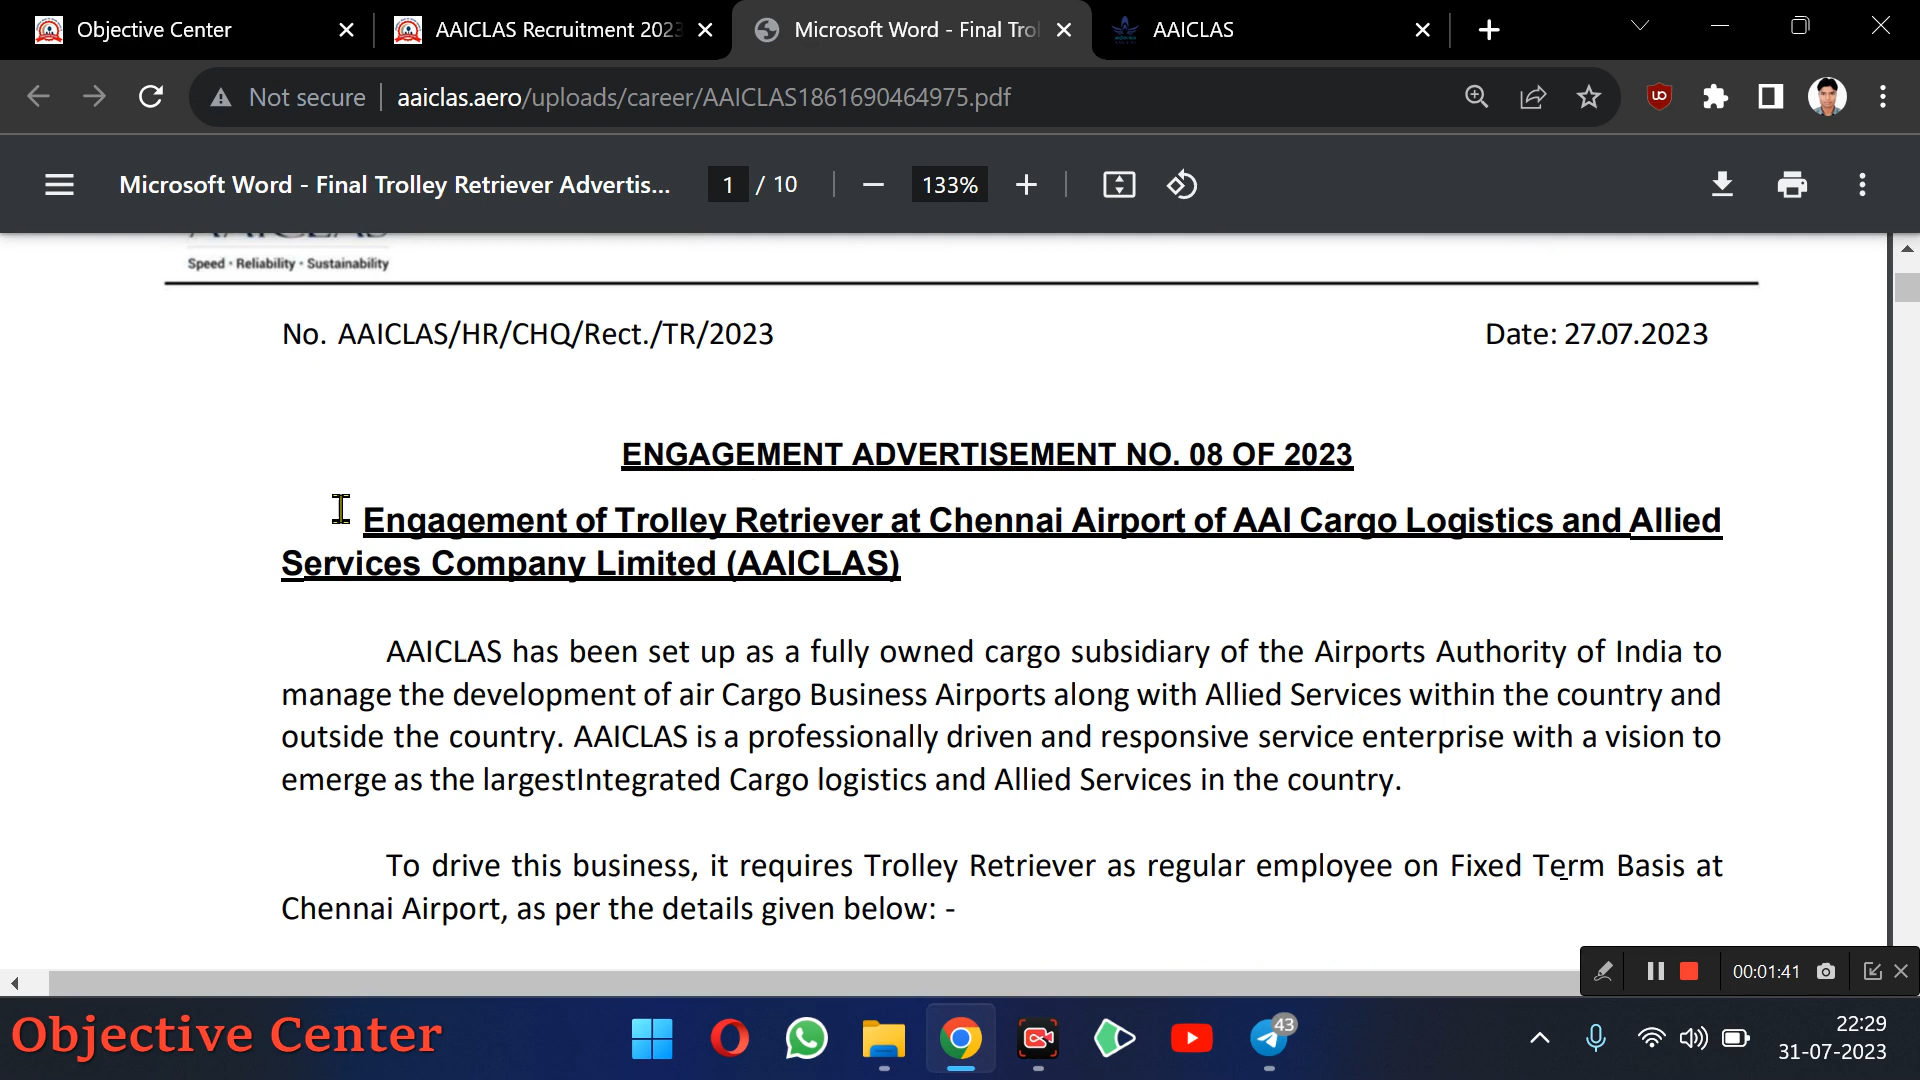 Objective Center
AAICLAS Recruitment 2023
Microsoft Word - Final Trol
AAICLAS
Not secure
aaiclas.aero/uploads/career/AAICLAS1861690464975.pdf
Microsoft Word - Final Trolley Retriever Advertis...
1 / 10
133%
Speed · Reliability · Sustainability
No. AAICLAS/HR/CHQ/Rect./TR/2023
Date: 27.07.2023
ENGAGEMENT ADVERTISEMENT NO. 08 OF 2023
Engagement of Trolley Retriever at Chennai Airport of AAI Cargo Logistics and Allied
Services Company Limited (AAICLAS)
AAICLAS has been set up as a fully owned cargo subsidiary of the Airports Authority of India to
manage the development of air Cargo Business Airports along with Allied Services within the country and
outside the country. AAICLAS is a professionally driven and responsive service enterprise with a vision to
emerge as the largestIntegrated Cargo logistics and Allied Services in the country.
To drive this business, it requires Trolley Retriever as regular employee on Fixed Term Basis at
Chennai Airport, as per the details given below: -
00:01:41
Objective Center
43
22:29
31-07-2023